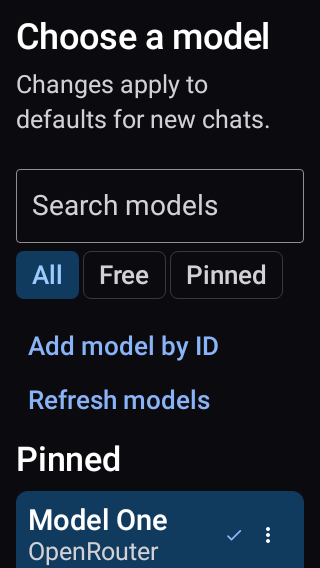 Choose a model
Changes apply to
defaults for new chats.
Search models
All Free Pinned
Add model by ID
Refresh models
Pinned
Model One
OpenRouter